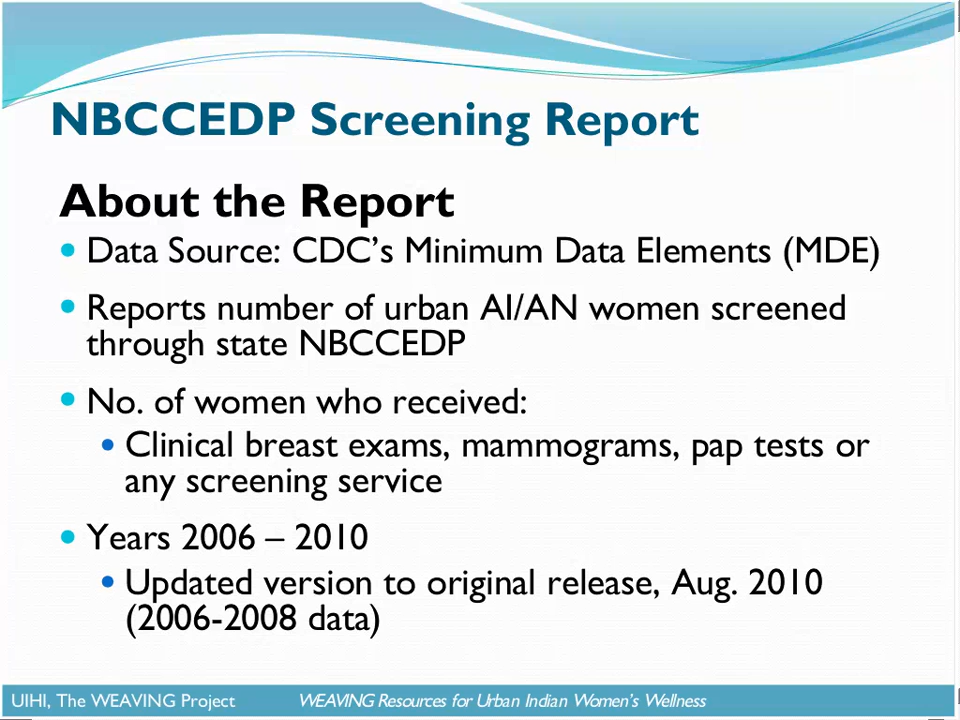 NBCCEDP Screening Report
About the Report
• Data Source: CDC's Minimum Data Elements (MDE)
• Reports number of urban AI/AN women screened
through state NBCCEDP
• No. of women who received:
• Clinical breast exams, mammograms, pap tests or
any screening service
• Years 2006 – 2010
• Updated version to original release, Aug. 2010
(2006-2008 data)
UIHI, The WEAVING Project WEAVING Resources for Urban Indian Women's Wellness